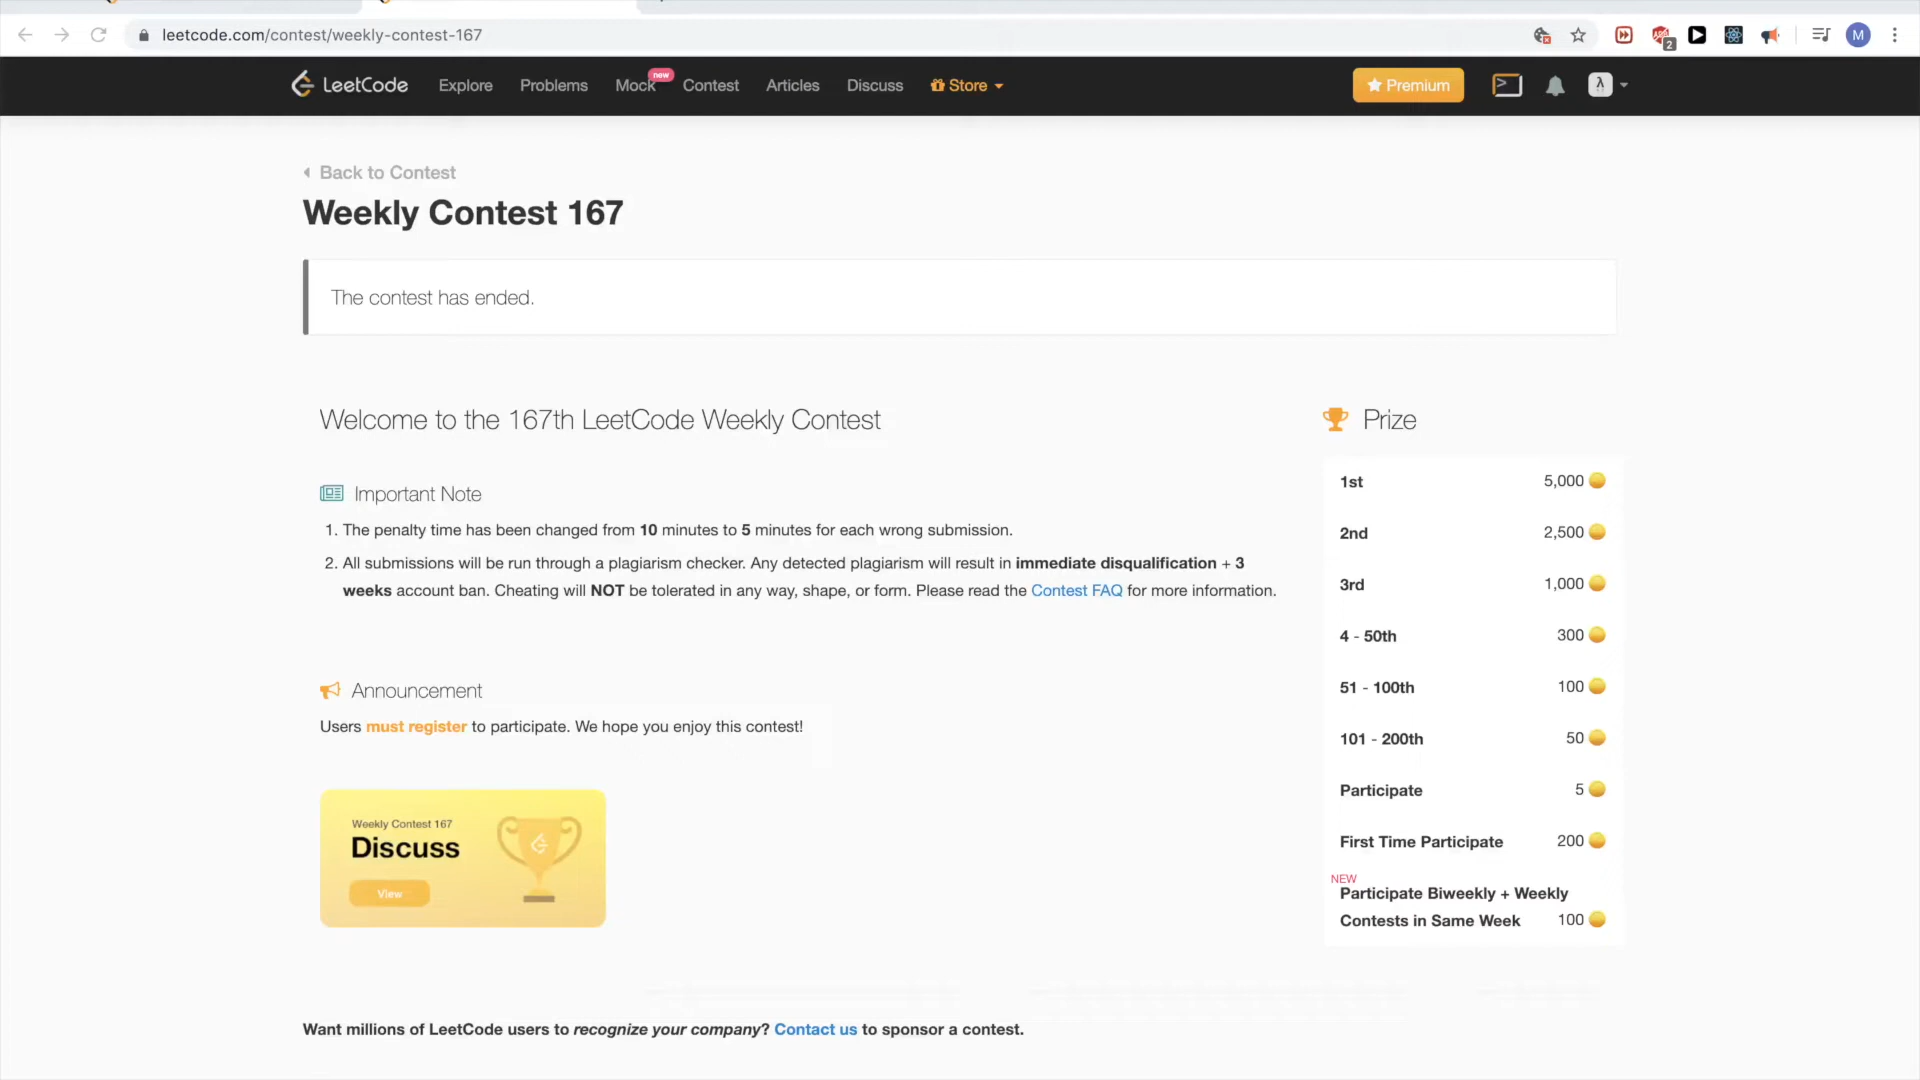 leetcode.com/contest/weekly-contest-167
2
M
LeetCode
Explore
Problems
Mock
new
Contest
Articles
Discuss
Store
Premium
Back to Contest
Weekly Contest 167
The contest has ended.
Welcome to the 167th LeetCode Weekly Contest
Important Note
1. The penalty time has been changed from 10 minutes to 5 minutes for each wrong submission.
2. All submissions will be run through a plagiarism checker. Any detected plagiarism will result in immediate disqualification + 3
weeks account ban. Cheating will NOT be tolerated in any way, shape, or form. Please read the Contest FAQ for more information.
Announcement
Users must register to participate. We hope you enjoy this contest!
Weekly Contest 167
Discuss
View
Prize
1st 5,000
2nd 2,500
3rd 1,000
4 - 50th 300
51 - 100th 100
101 - 200th 50
Participate 5
First Time Participate 200
NEW
Participate Biweekly + Weekly
Contests in Same Week 100
Want millions of LeetCode users to recognize your company? Contact us to sponsor a contest.